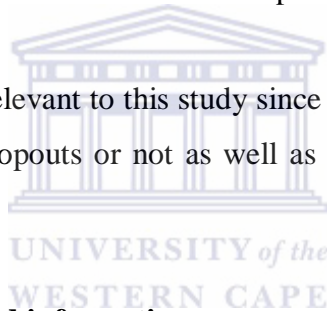 elevant to this study since
opouts or not as well as
UNIVERSITY of the
WESTERN CAPE